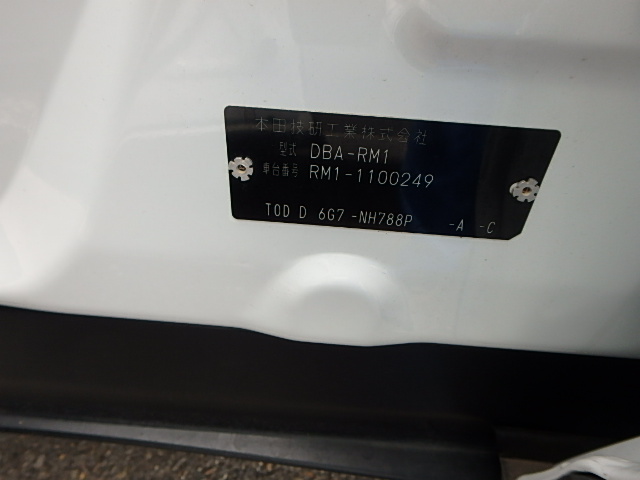 本田技研工業株式会社
型式 DBA-RM1
車台番号 RM1-1100249
TOD D 6G7 -NH788P -A -C